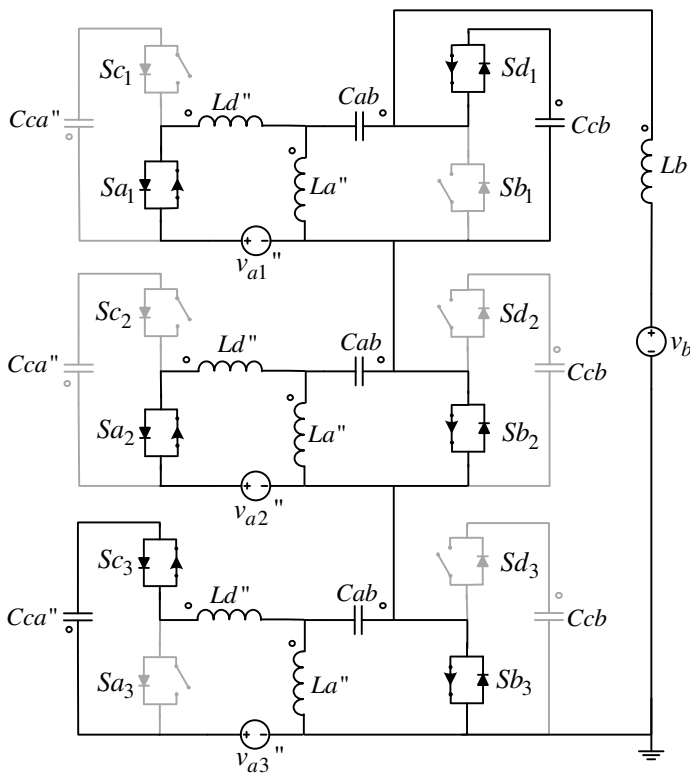 Sc1
Ld"
Cab
Sd1
Cca"
Ccb
Sa1
La"
Sb1
Lb
va1"
Sc2
Ld"
Cab
Sd2
Cca"
Ccb
vb
Sa2
La"
Sb2
va2"
Sc3
Ld"
Cab
Sd3
Cca"
Ccb
Sa3
La"
Sb3
va3"